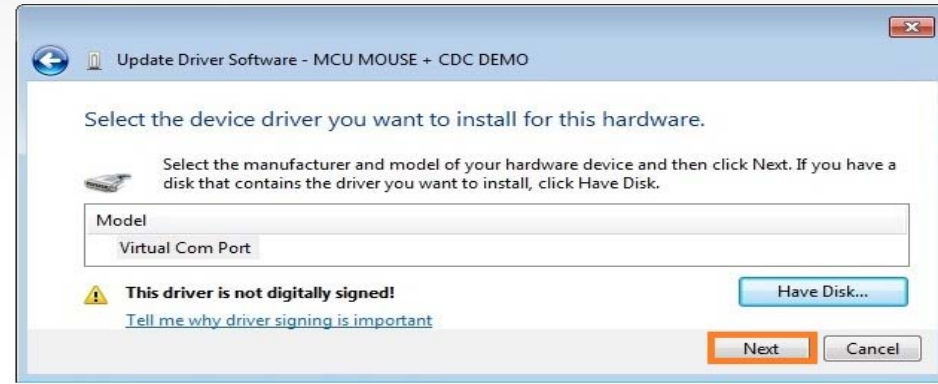 Update Driver Software - MCU MOUSE + CDC DEMO
Select the device driver you want to install for this hardware.
Select the manufacturer and model of your hardware device and then click Next. If you have a
disk that contains the driver you want to install, click Have Disk.
Model
Virtual Com Port
This driver is not digitally signed!
Have Disk...
Tell me why driver signing is important
Next
Cancel